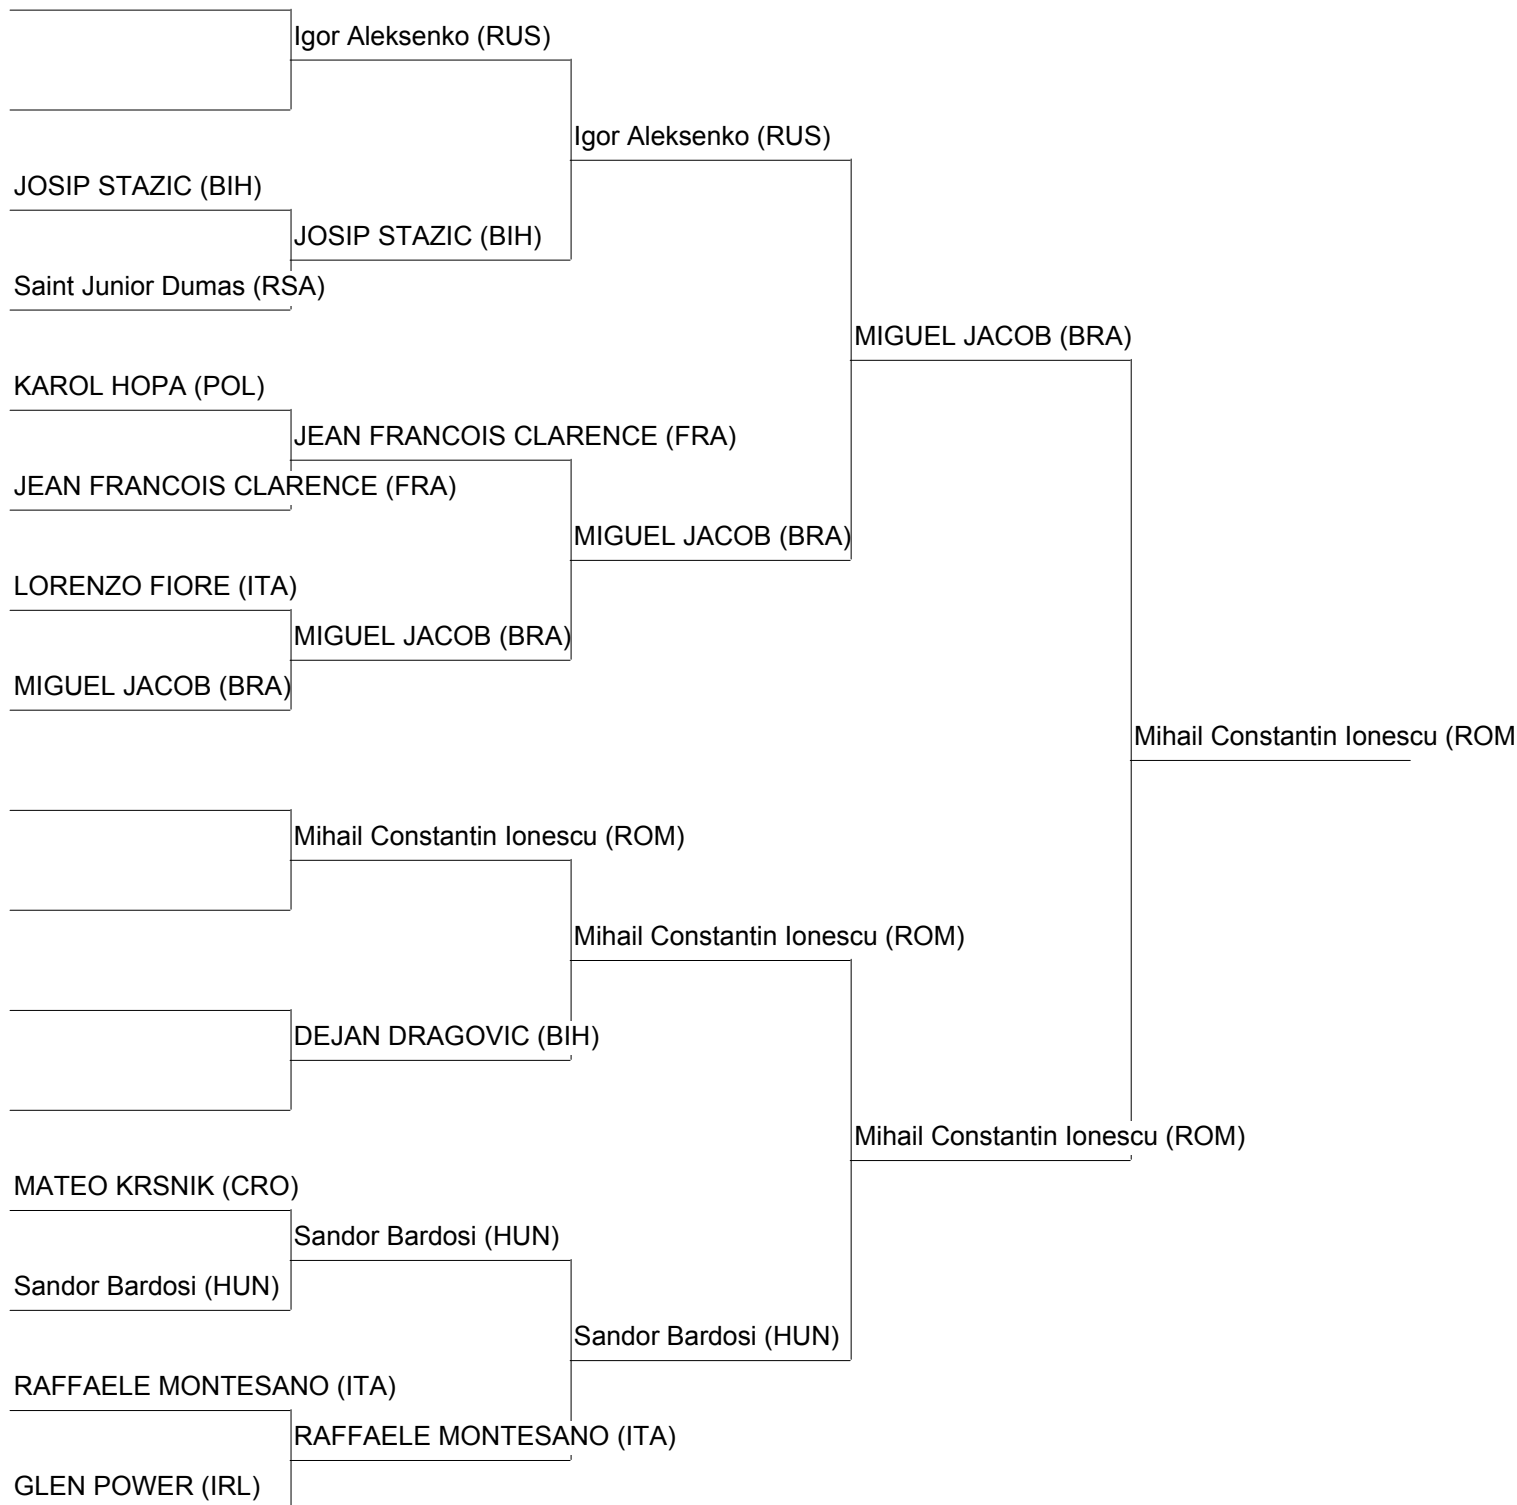 Igor Aleksenko (RUS)
Igor Aleksenko (RUS)
JOSIP STAZIC (BIH)
JOSIP STAZIC (BIH)
Saint Junior Dumas (RSA)
MIGUEL JACOB (BRA)
KAROL HOPA (POL)
JEAN FRANCOIS CLARENCE (FRA)
JEAN FRANCOIS CLARENCE (FRA)
MIGUEL JACOB (BRA)
LORENZO FIORE (ITA)
MIGUEL JACOB (BRA)
MIGUEL JACOB (BRA)
Mihail Constantin Ionescu (ROM
Mihail Constantin Ionescu (ROM)
Mihail Constantin Ionescu (ROM)
DEJAN DRAGOVIC (BIH)
Mihail Constantin Ionescu (ROM)
MATEO KRSNIK (CRO)
Sandor Bardosi (HUN)
Sandor Bardosi (HUN)
Sandor Bardosi (HUN)
RAFFAELE MONTESANO (ITA)
RAFFAELE MONTESANO (ITA)
GLEN POWER (IRL)